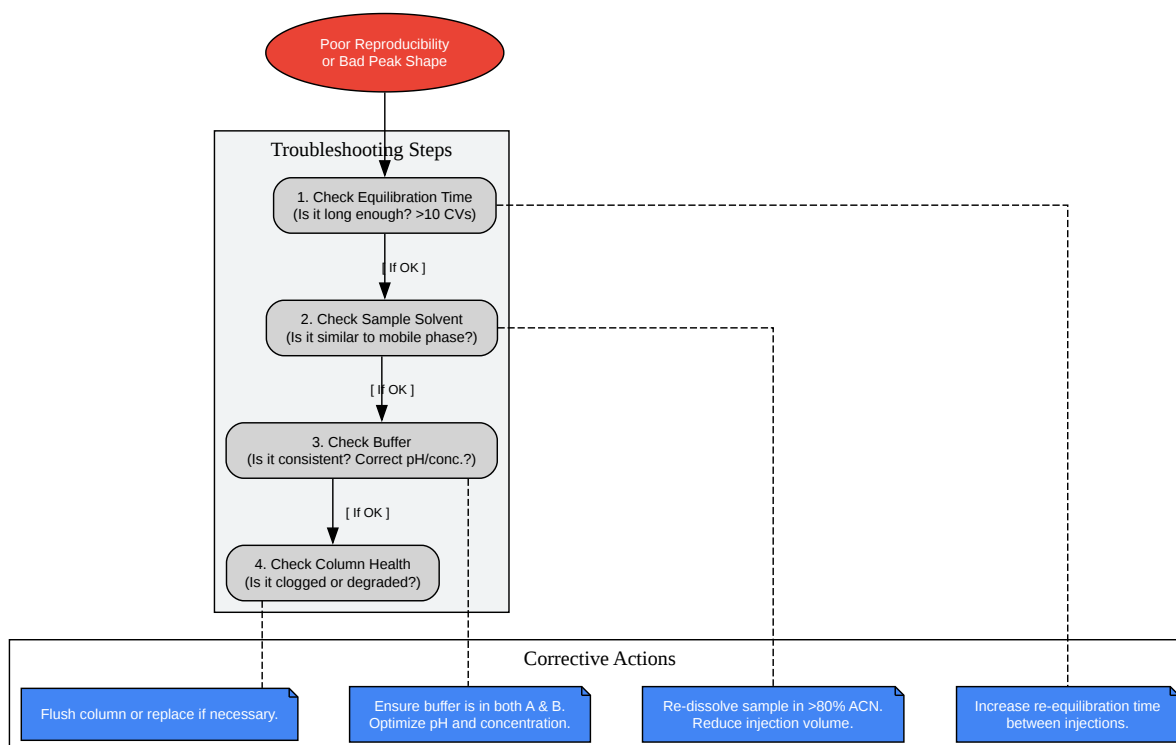 Poor Reproducibility
or Bad Peak Shape
Troubleshooting Steps
1. Check Equilibration Time
(Is it long enough? >10 CVs)
[ If OK ]
2. Check Sample Solvent
(Is it similar to mobile phase?)
[ If OK ]
3. Check Buffer
(Is it consistent? Correct pH/conc.?)
[ If OK ]
4. Check Column Health
(Is it clogged or degraded?)
Corrective Actions
Flush column or replace if necessary.
Ensure buffer is in both A & B.
Optimize pH and concentration.
Re-dissolve sample in >80% ACN.
Reduce injection volume.
Increase re-equilibration time
between injections.